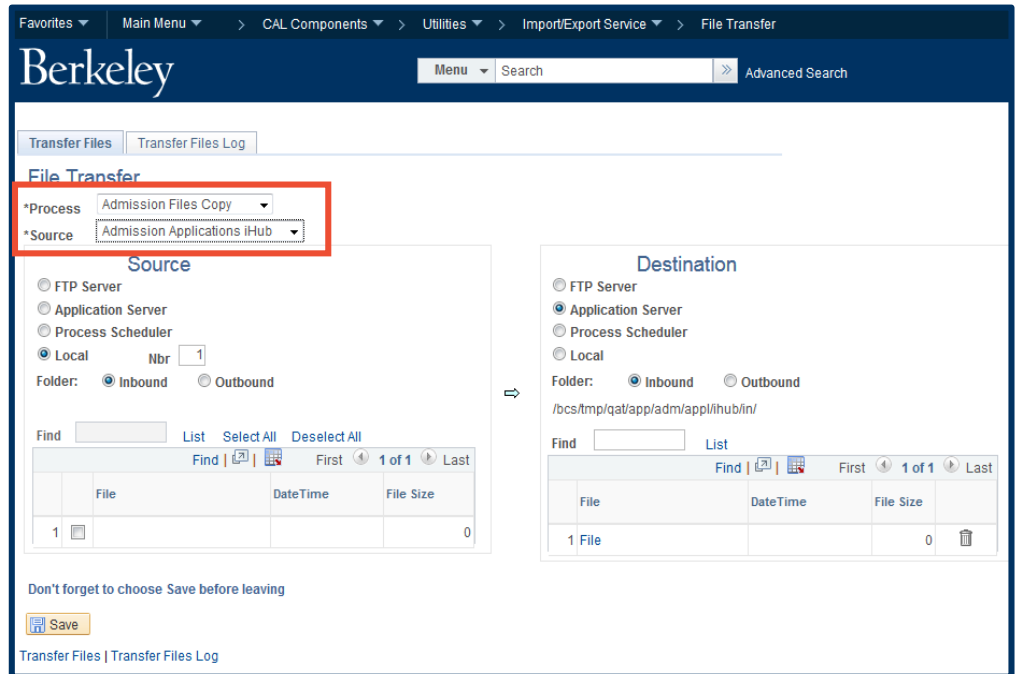 Favorites Main Menu > CAL Components > Utilities > Import/Export Service > File Transfer
Berkeley
Menu Search » Advanced Search
Transfer Files Transfer Files Log
File Transfer
*Process Admission Files Copy
*Source Admission Applications iHub
Source
FTP Server
Application Server
Process Scheduler
Local Nbr 1
Folder: Inbound Outbound
Find List Select All Deselect All
Find | | First 1 of 1 Last
File DateTime File Size
1 0
Destination
FTP Server
Application Server
Process Scheduler
Local
Folder: Inbound Outbound
/bcs/tmp/qat/app/adm/appl/ihub/in/
Find List
Find | | First 1 of 1 Last
File DateTime File Size
1 File 0
Don't forget to choose Save before leaving
Save
Transfer Files | Transfer Files Log